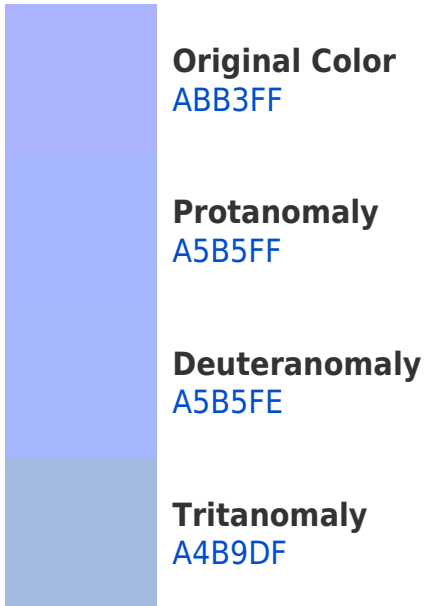 Original Color
ABB3FF
Protanomaly
A5B5FF
Deuteranomaly
A5B5FE
Tritanomaly
A4B9DF